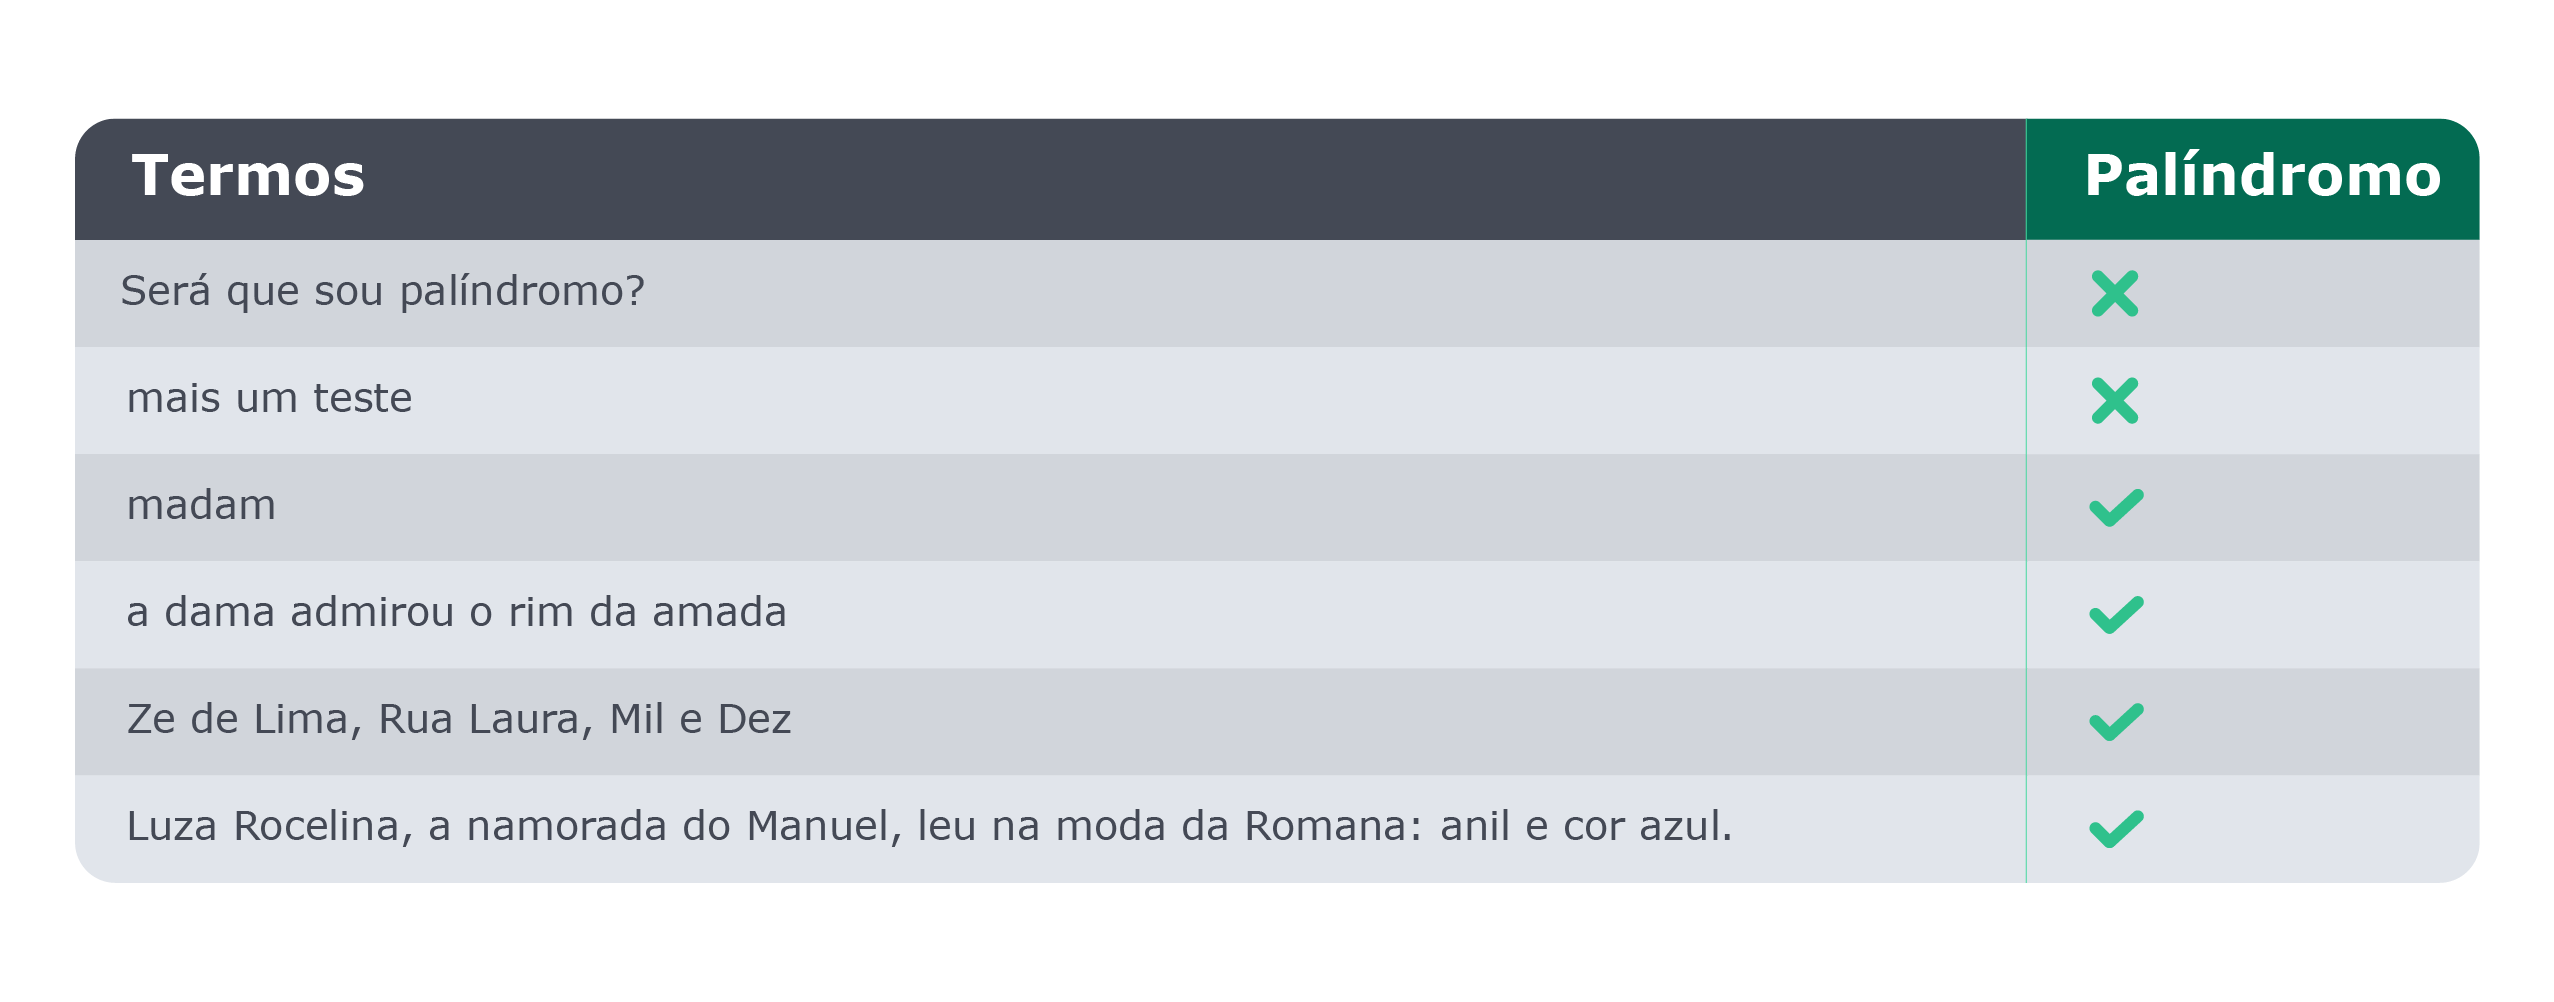 Termos Palíndromo
Será que sou palíndromo?
mais um teste
madam
a dama admirou o rim da amada
Ze de Lima, Rua Laura, Mil e Dez
Luza Rocelina, a namorada do Manuel, leu na moda da Romana: anil e cor azul.